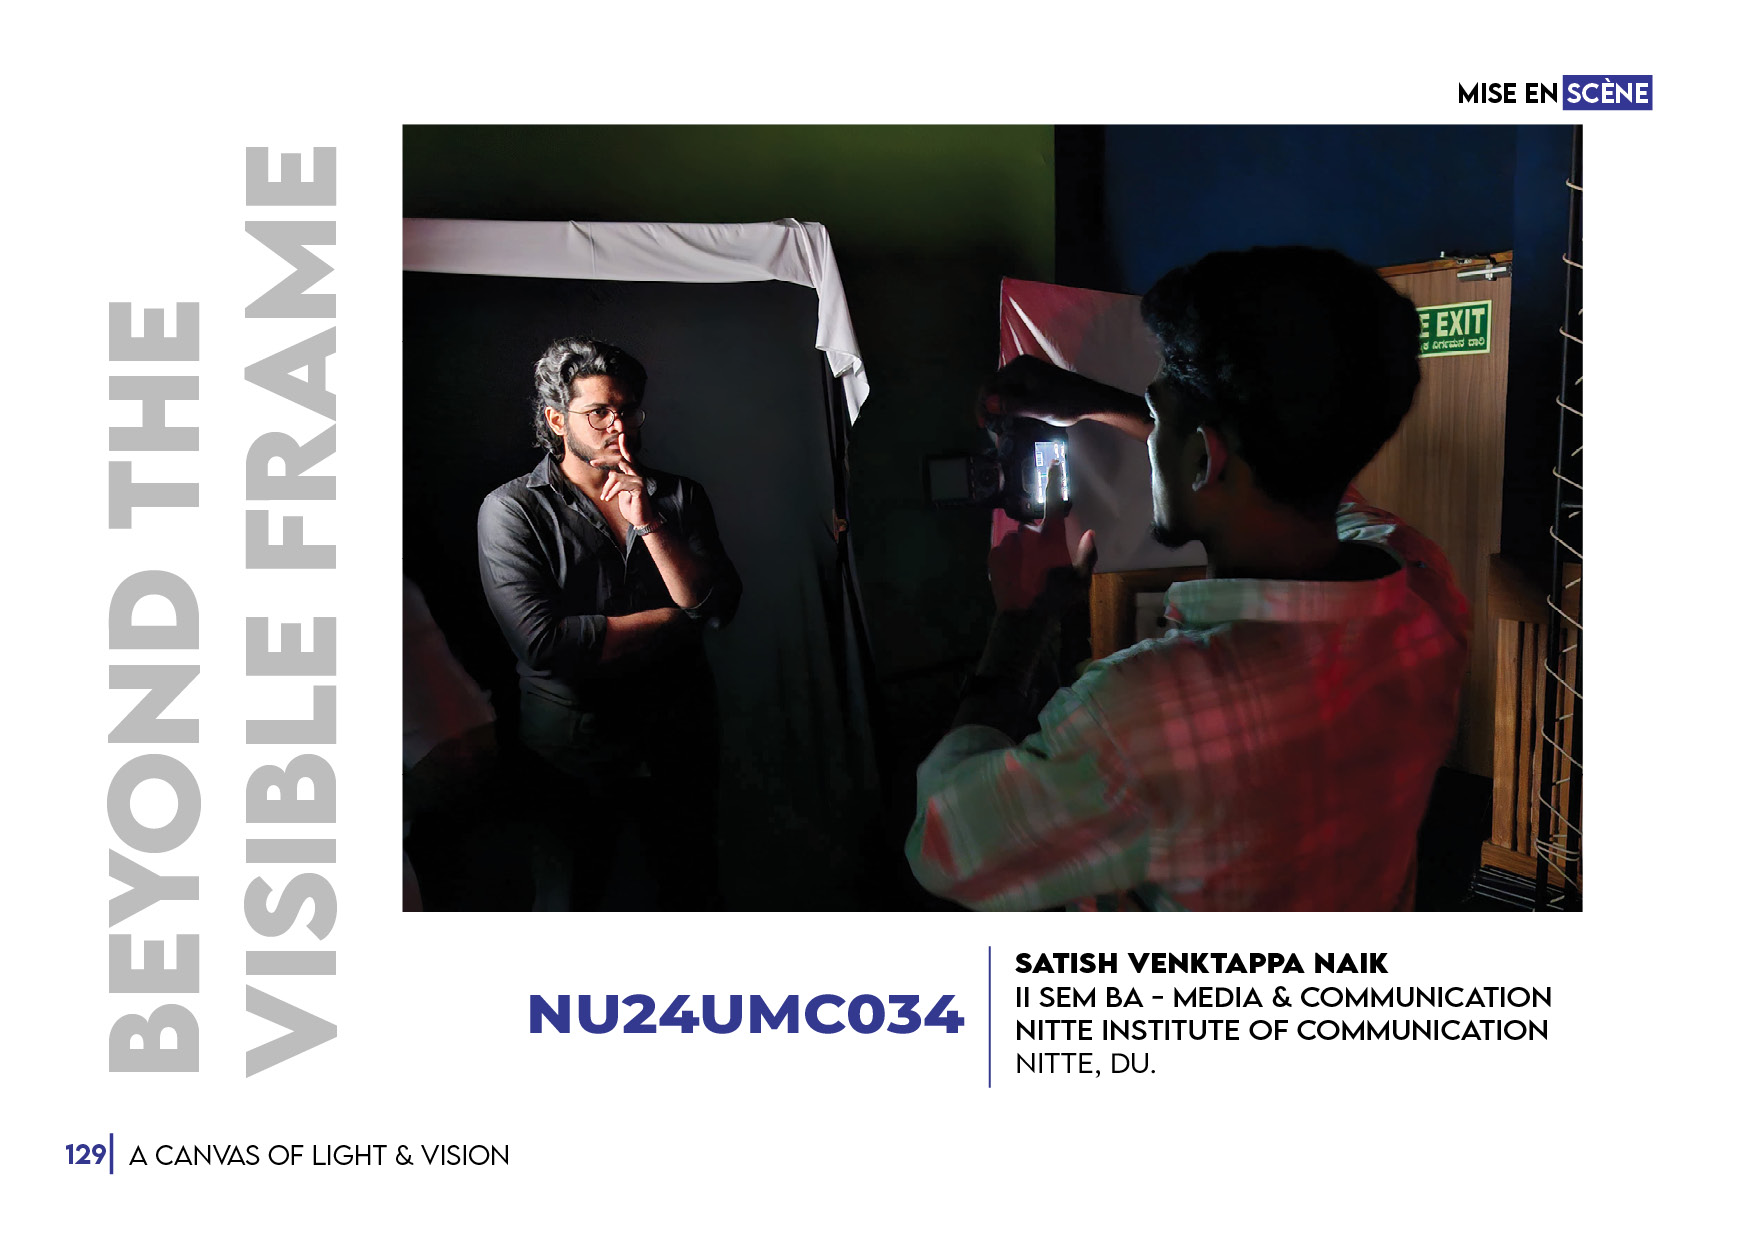 MISE EN SCÈNE
BEYOND THE
VISIBLE FRAME
E EXIT
NU24UMC034
SATISH VENKTAPPA NAIK
II SEM BA - MEDIA & COMMUNICATION
NITTE INSTITUTE OF COMMUNICATION
NITTE, DU.
129 A CANVAS OF LIGHT & VISION